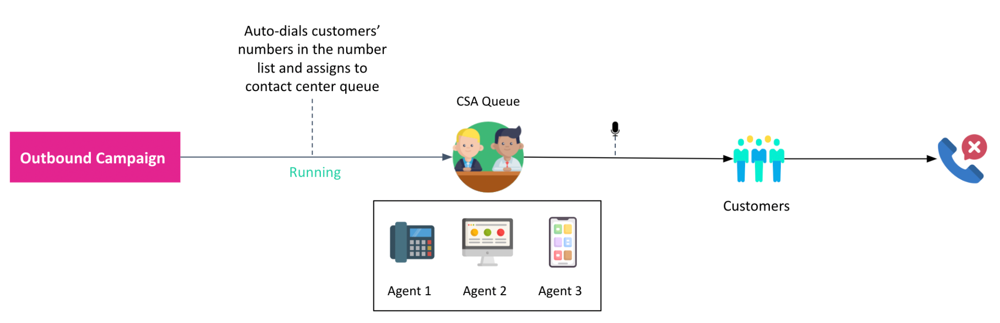 Auto-dials customers’
numbers in the number
list and assigns to
contact center queue
CSA Queue
Outbound Campaign
Running
Customers
Agent 1
Agent 2
Agent 3